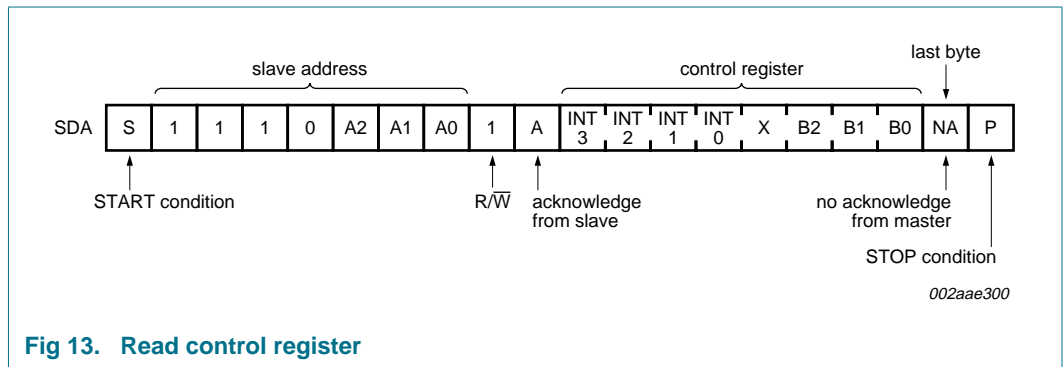 last byte
slave address control register
SDA S 1 1 1 0 A2 A1 A0 1 A INT 3 INT 2 INT 1 INT 0 X B2 B1 B0 NA P
START condition R/W̅ acknowledge from slave no acknowledge from master
STOP condition
002aae300
Fig 13. Read control register